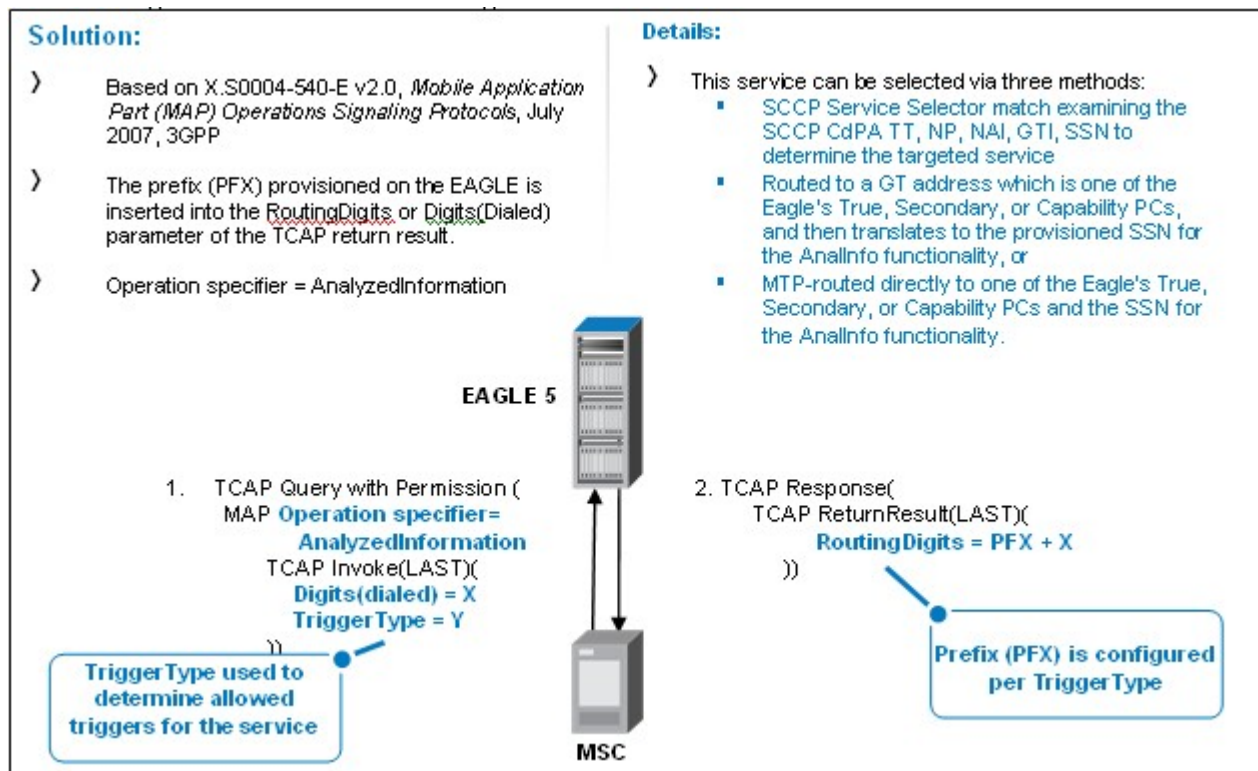 Solution:
Based on X.S0004-540-E v2.0, Mobile Application
Part (MAP) Operations Signaling Protocols, July
2007, 3GPP
The prefix (PFX) provisioned on the EAGLE is
inserted into the RoutingDigits or Digits(Dialed)
parameter of the TCAP return result.
Operation specifier = AnalyzedInformation
Details:
This service can be selected via three methods:
SCCP Service Selector match examining the
SCCP CdPA TT, NP, NAI, GTI, SSN to
determine the targeted service
Routed to a GT address which is one of the
Eagle's True, Secondary, or Capability PCs,
and then translates to the provisioned SSN for
the AnalInfo functionality, or
MTP-routed directly to one of the Eagle's True,
Secondary, or Capability PCs and the SSN for
the AnalInfo functionality.
EAGLE 5
1. TCAP Query with Permission (
MAP Operation specifier=
AnalyzedInformation
TCAP Invoke(LAST)(
Digits(dialed) = X
TriggerType = Y
))
TriggerType used to
determine allowed
triggers for the service
2. TCAP Response(
TCAP ReturnResult(LAST)(
RoutingDigits = PFX + X
))
Prefix (PFX) is configured
per TriggerType
MSC